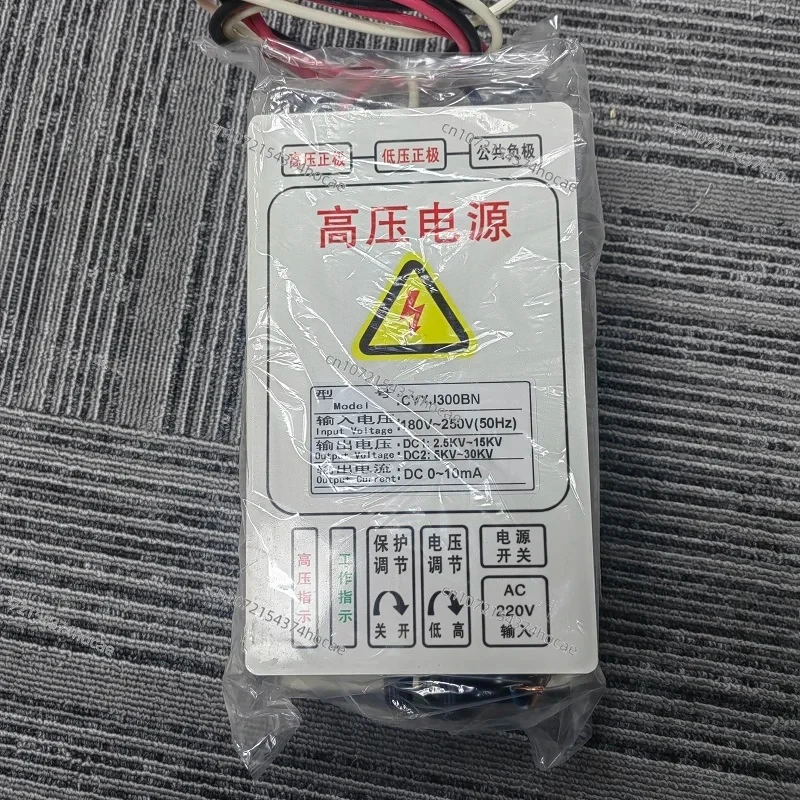 高压正极 低压正极 公共负极
高压电源
型 号 :
Model
输入电压 :180V~250V(50Hz)
Input Voltage
输出电压 :DC1: 2.5KV~15KV
Output Voltage :DC2: 5KV~30KV
输出电流 :DC 0~10mA
Output Current
高压指示
工作指示
保护
调节
关 开
电压
调节
低 高
电源
开关
AC
220V
输入
cn1072154374hocae